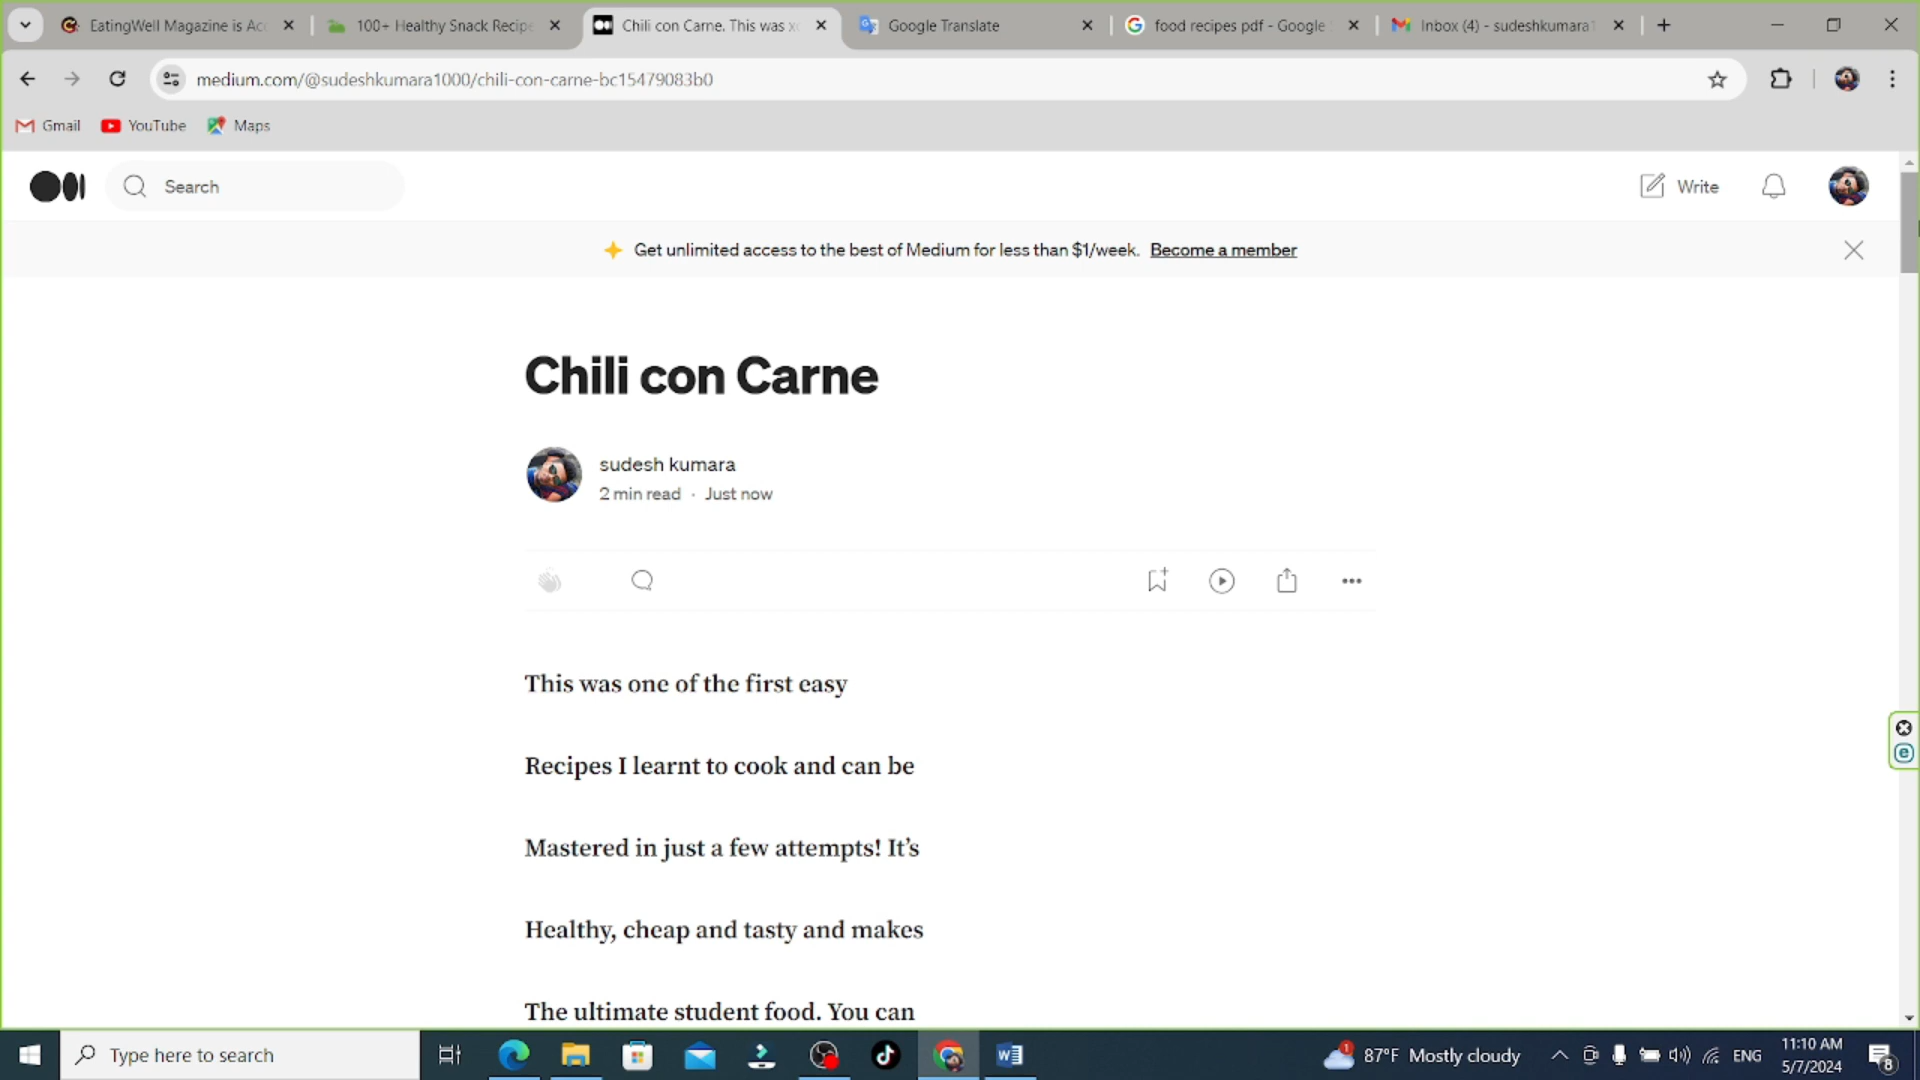 EatingWell Magazine is Acc
100+ Healthy Snack Recipe
Chili con Carne. This was x
Google Translate
food recipes pdf - Google
Inbox (4) - sudeshkumara1
medium.com/@sudeshkumara1000/chili-con-carne-bc15479083b0
Gmail
YouTube
Maps
Search
Write
Get unlimited access to the best of Medium for less than $1/week. Become a member
Chili con Carne
sudesh kumara
2 min read · Just now
This was one of the first easy
Recipes I learnt to cook and can be
Mastered in just a few attempts! It’s
Healthy, cheap and tasty and makes
The ultimate student food. You can
Type here to search
87°F Mostly cloudy
ENG
11:10 AM
5/7/2024
8